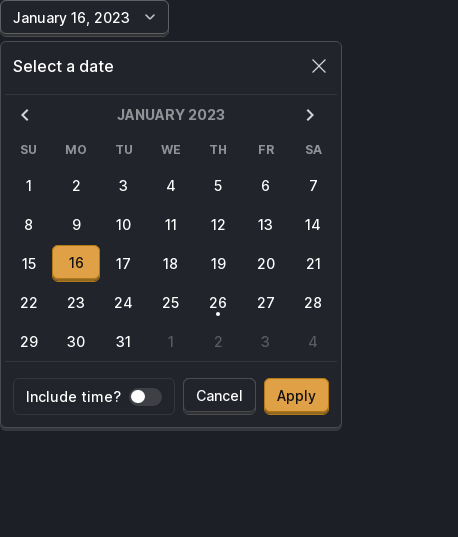 January 16, 2023
Select a date
JANUARY 2023
SU MO TU WE TH FR SA
1 2 3 4 5 6 7
8 9 10 11 12 13 14
15 16 17 18 19 20 21
22 23 24 25 26 27 28
29 30 31 1 2 3 4
Include time? Cancel Apply